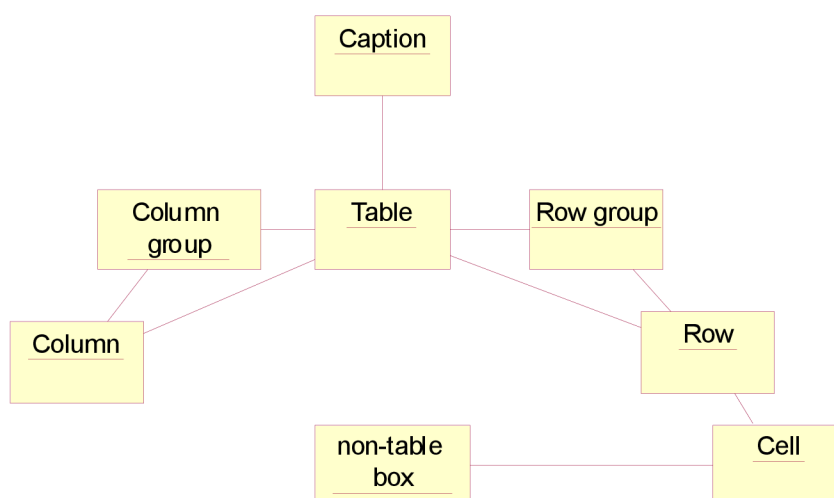 Caption
Column
group
Table
Row group
Column
Row
non-table
box
Cell